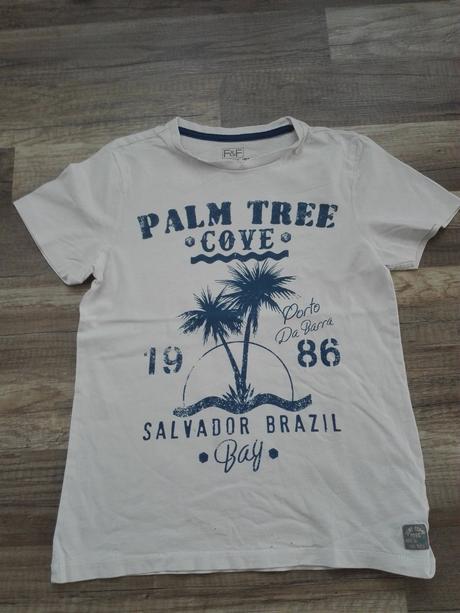 F&F
PALM TREE
COVE
Porto
Da Barra
19 86
SALVADOR BRAZIL
Bay